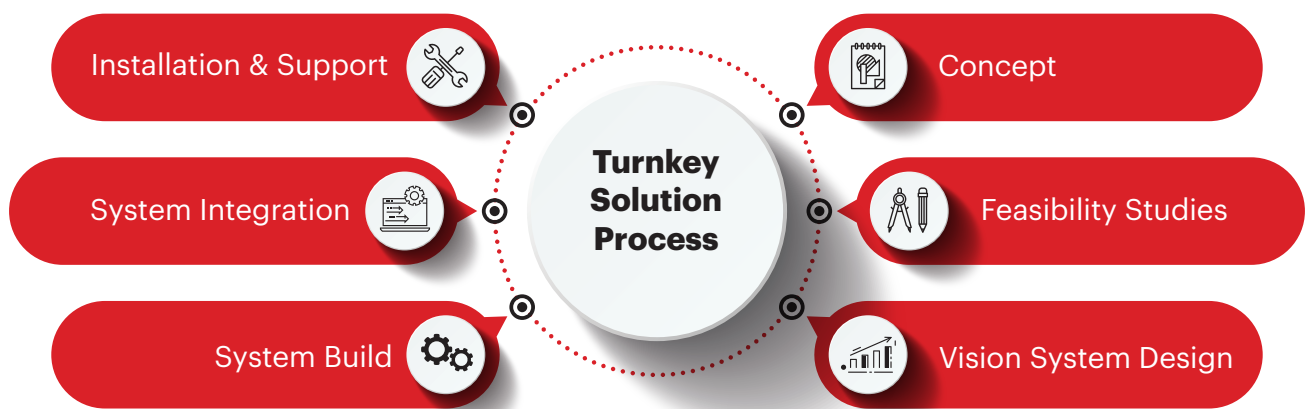 Installation & Support
Concept
Turnkey
Solution
Process
System Integration
Feasibility Studies
System Build
Vision System Design